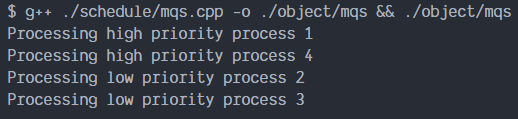 $ g++ ./schedule/mqs.cpp -o ./object/mqs && ./object/mqs
Processing high priority process 1
Processing high priority process 4
Processing low priority process 2
Processing low priority process 3